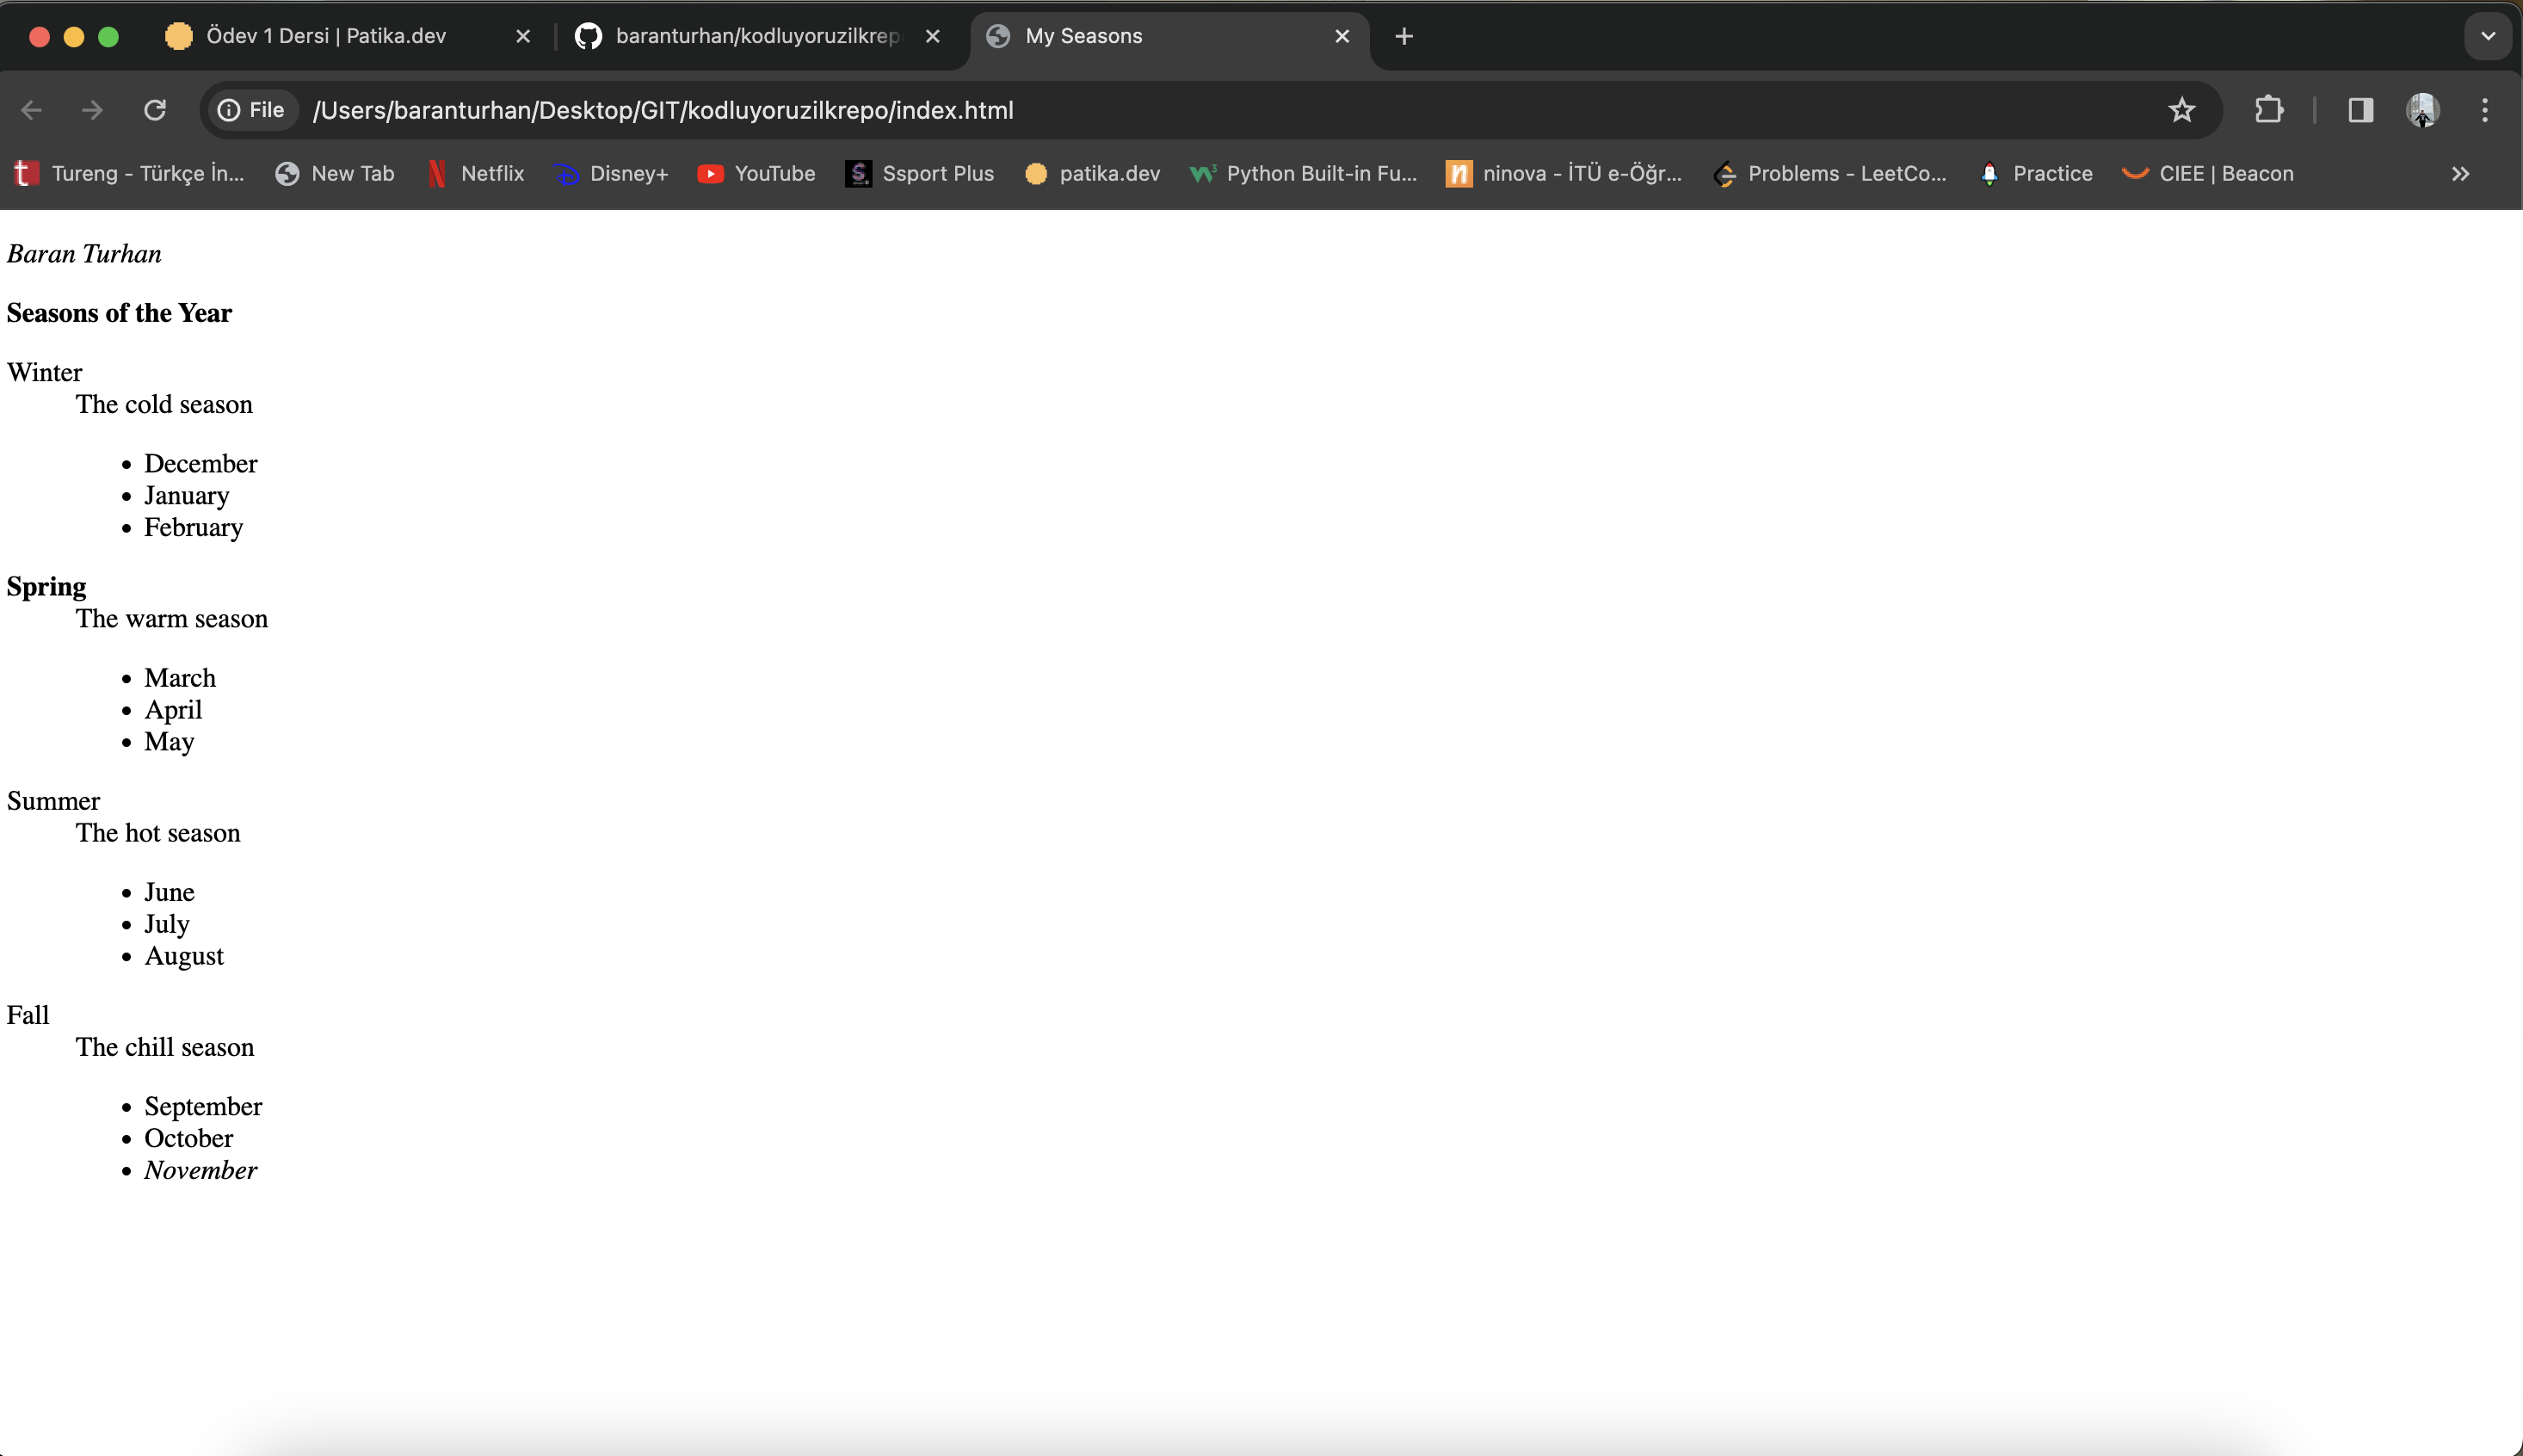 Ödev 1 Dersi | Patika.dev
baranturhan/kodluyoruzilkrep
My Seasons
File /Users/baranturhan/Desktop/GIT/kodluyoruzilkrepo/index.html
Tureng - Türkçe İn... New Tab Netflix Disney+ YouTube Ssport Plus patika.dev Python Built-in Fu... ninova - İTÜ e-Öğr... Problems - LeetCo... Practice CIEE | Beacon
Baran Turhan
Seasons of the Year
Winter
The cold season
• December
• January
• February
Spring
The warm season
• March
• April
• May
Summer
The hot season
• June
• July
• August
Fall
The chill season
• September
• October
• November